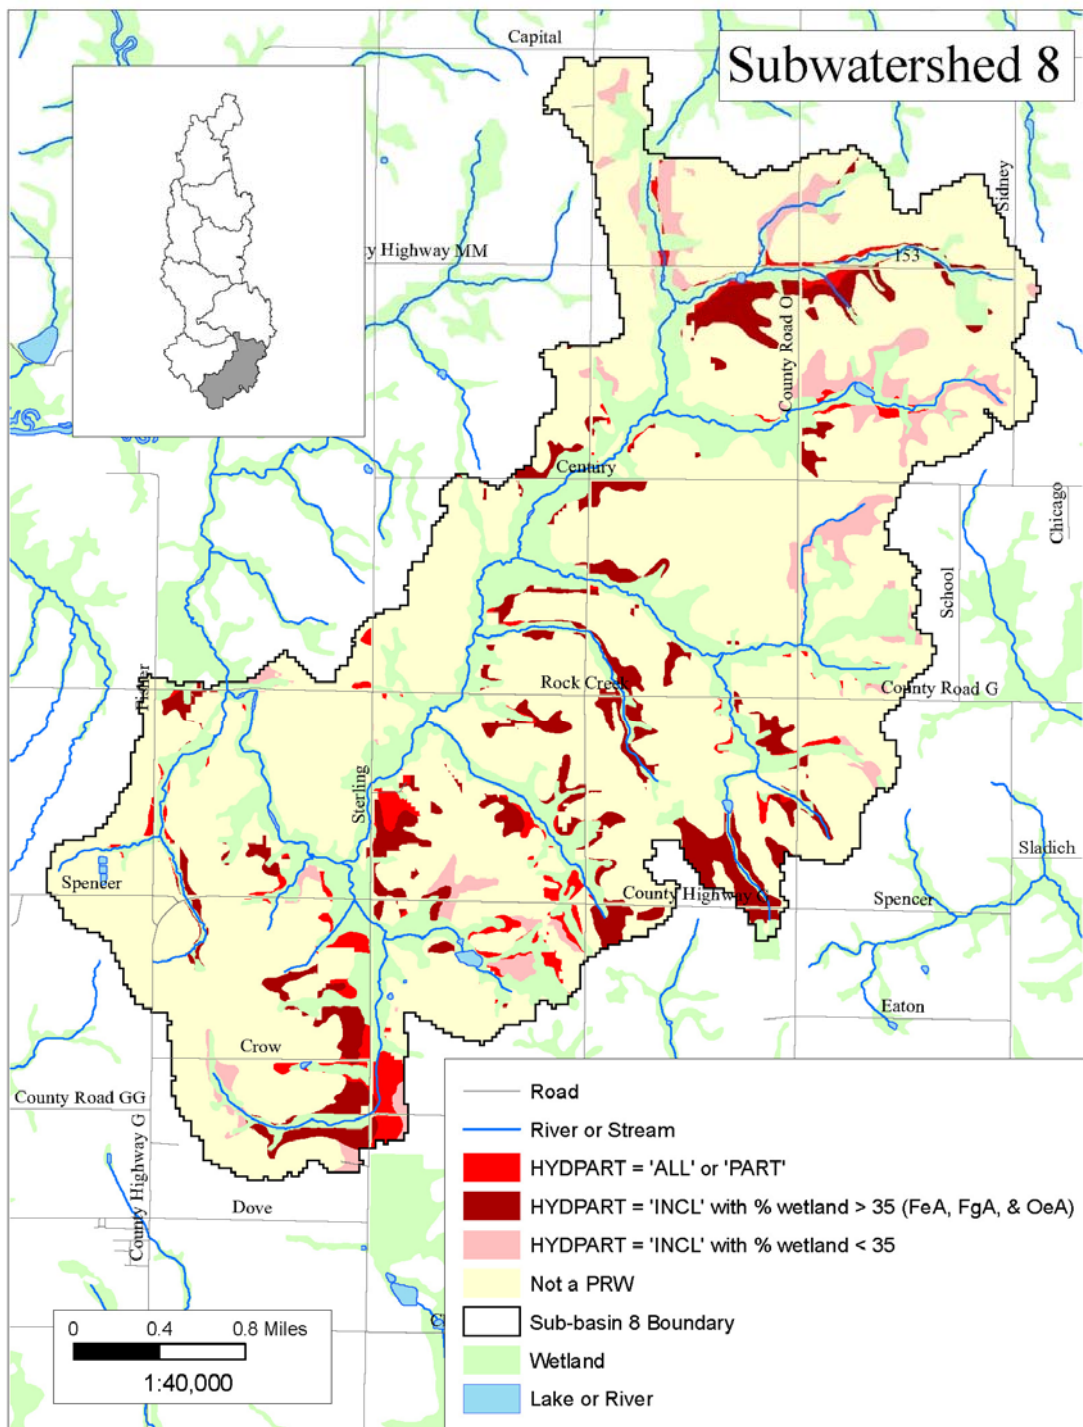 Capital
Subwatershed 8
Sidney
y Highway MM
153
County Road O
Century
Chicago
School
Fisher
Rock Creek
County Road G
Sterling
Sladich
Spencer
County Highway G
Spencer
Eaton
Crow
County Road GG
County Highway G
Dove
Road
River or Stream
HYDPART = 'ALL' or 'PART'
HYDPART = 'INCL' with % wetland > 35 (FeA, FgA, & OeA)
HYDPART = 'INCL' with % wetland < 35
Not a PRW
Sub-basin 8 Boundary
Wetland
Lake or River
0 0.4 0.8 Miles
1:40,000